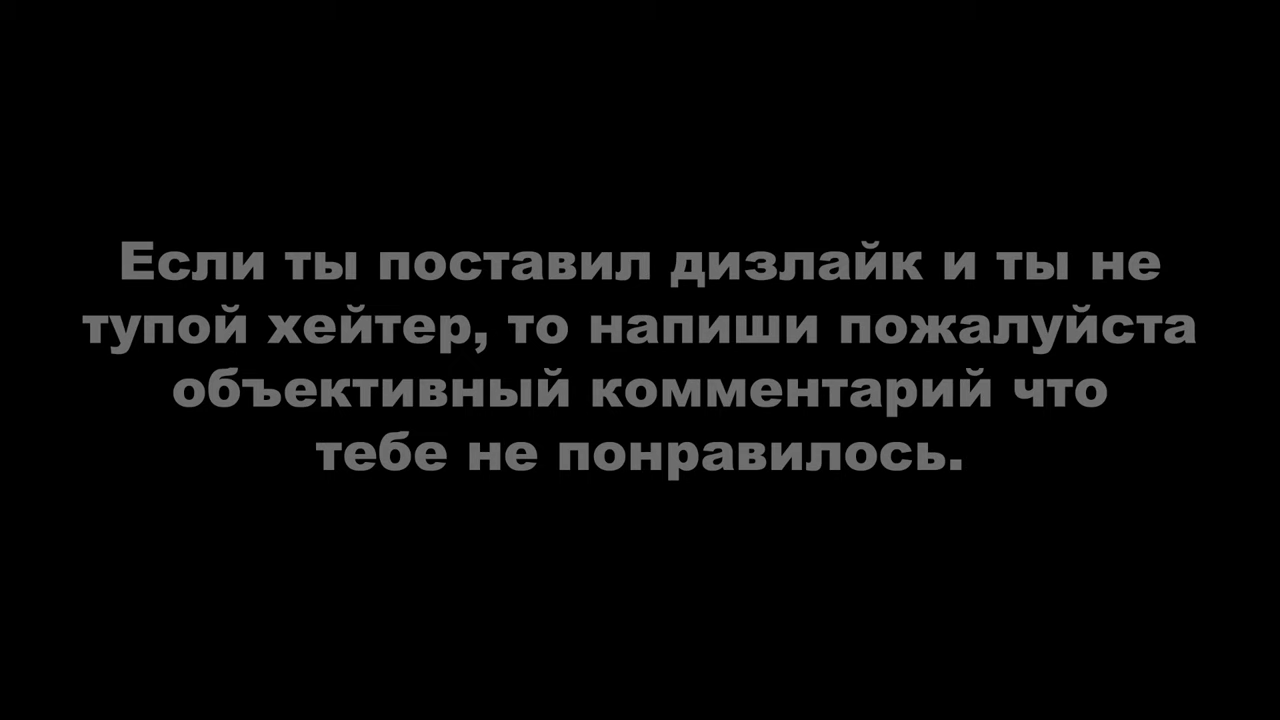 Если ты поставил дизлайк и ты не
тупой хейтер, то напиши пожалуйста
объективный комментарий что
тебе не понравилось.